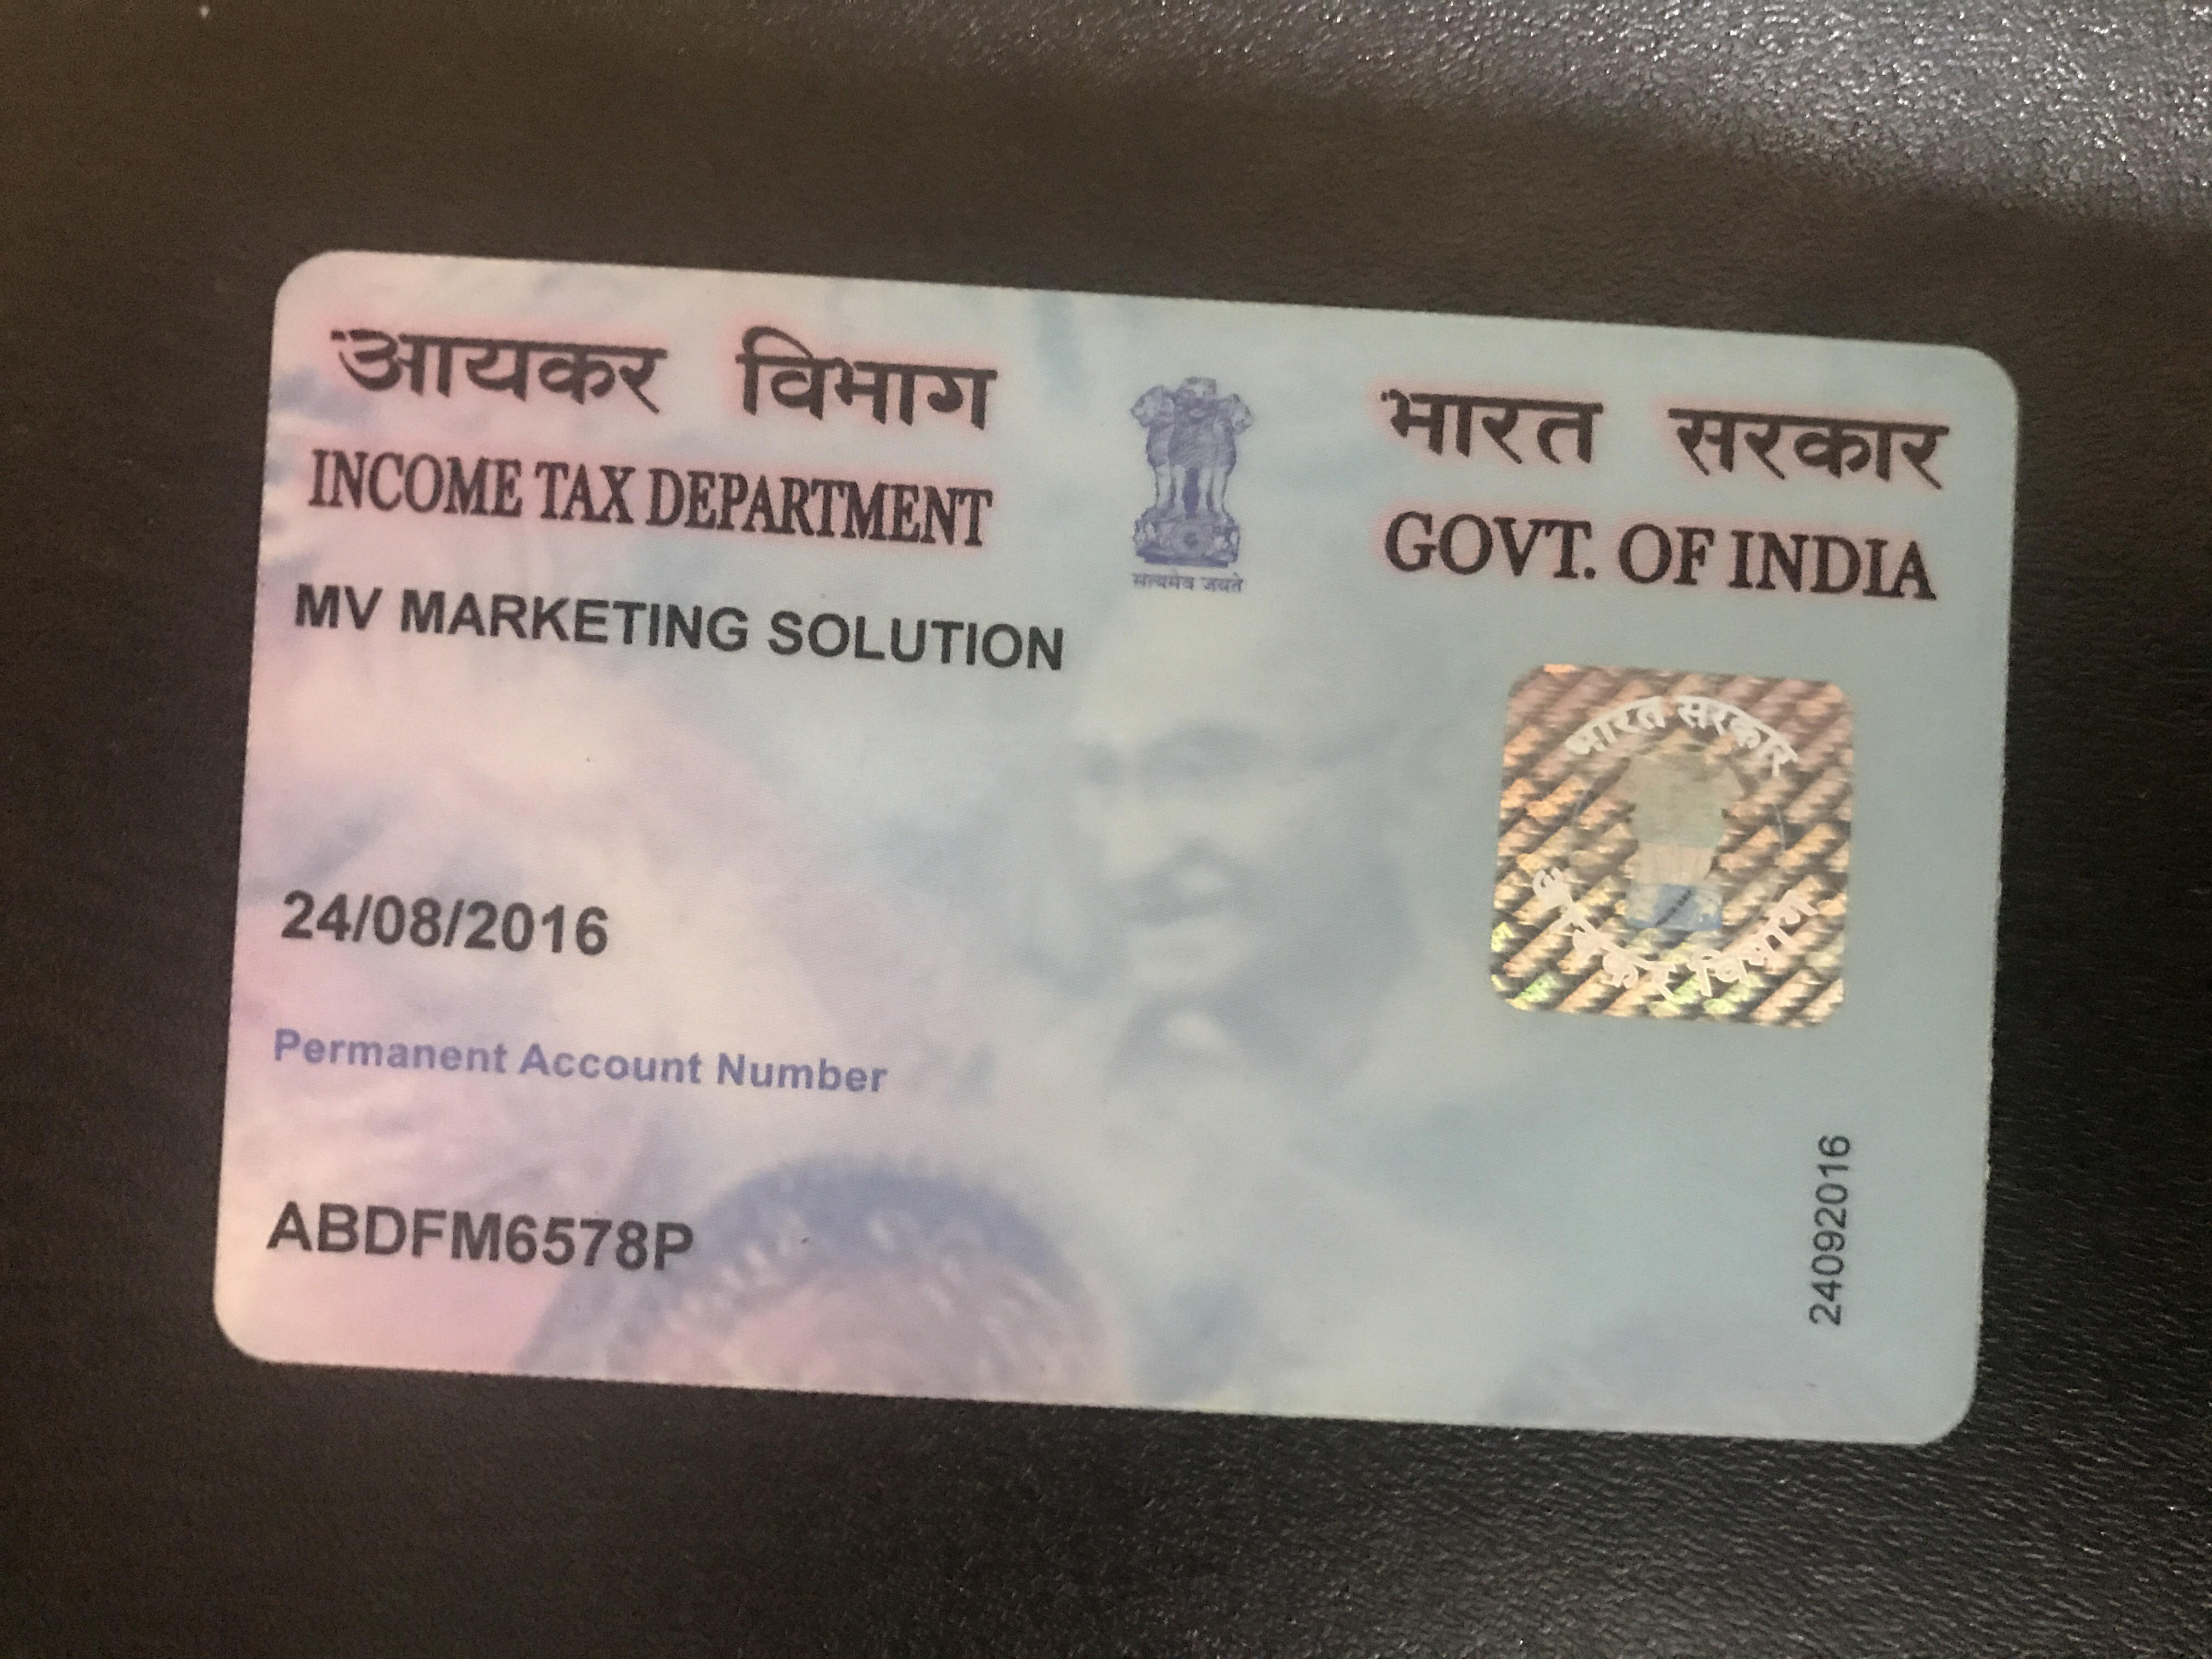 आयकर विभाग
INCOME TAX DEPARTMENT
सत्यमेव जयते
भारत सरकार
GOVT. OF INDIA
MV MARKETING SOLUTION
भारत सरकार
आयकर विभाग
24/08/2016
Permanent Account Number
ABDFM6578P
24092016